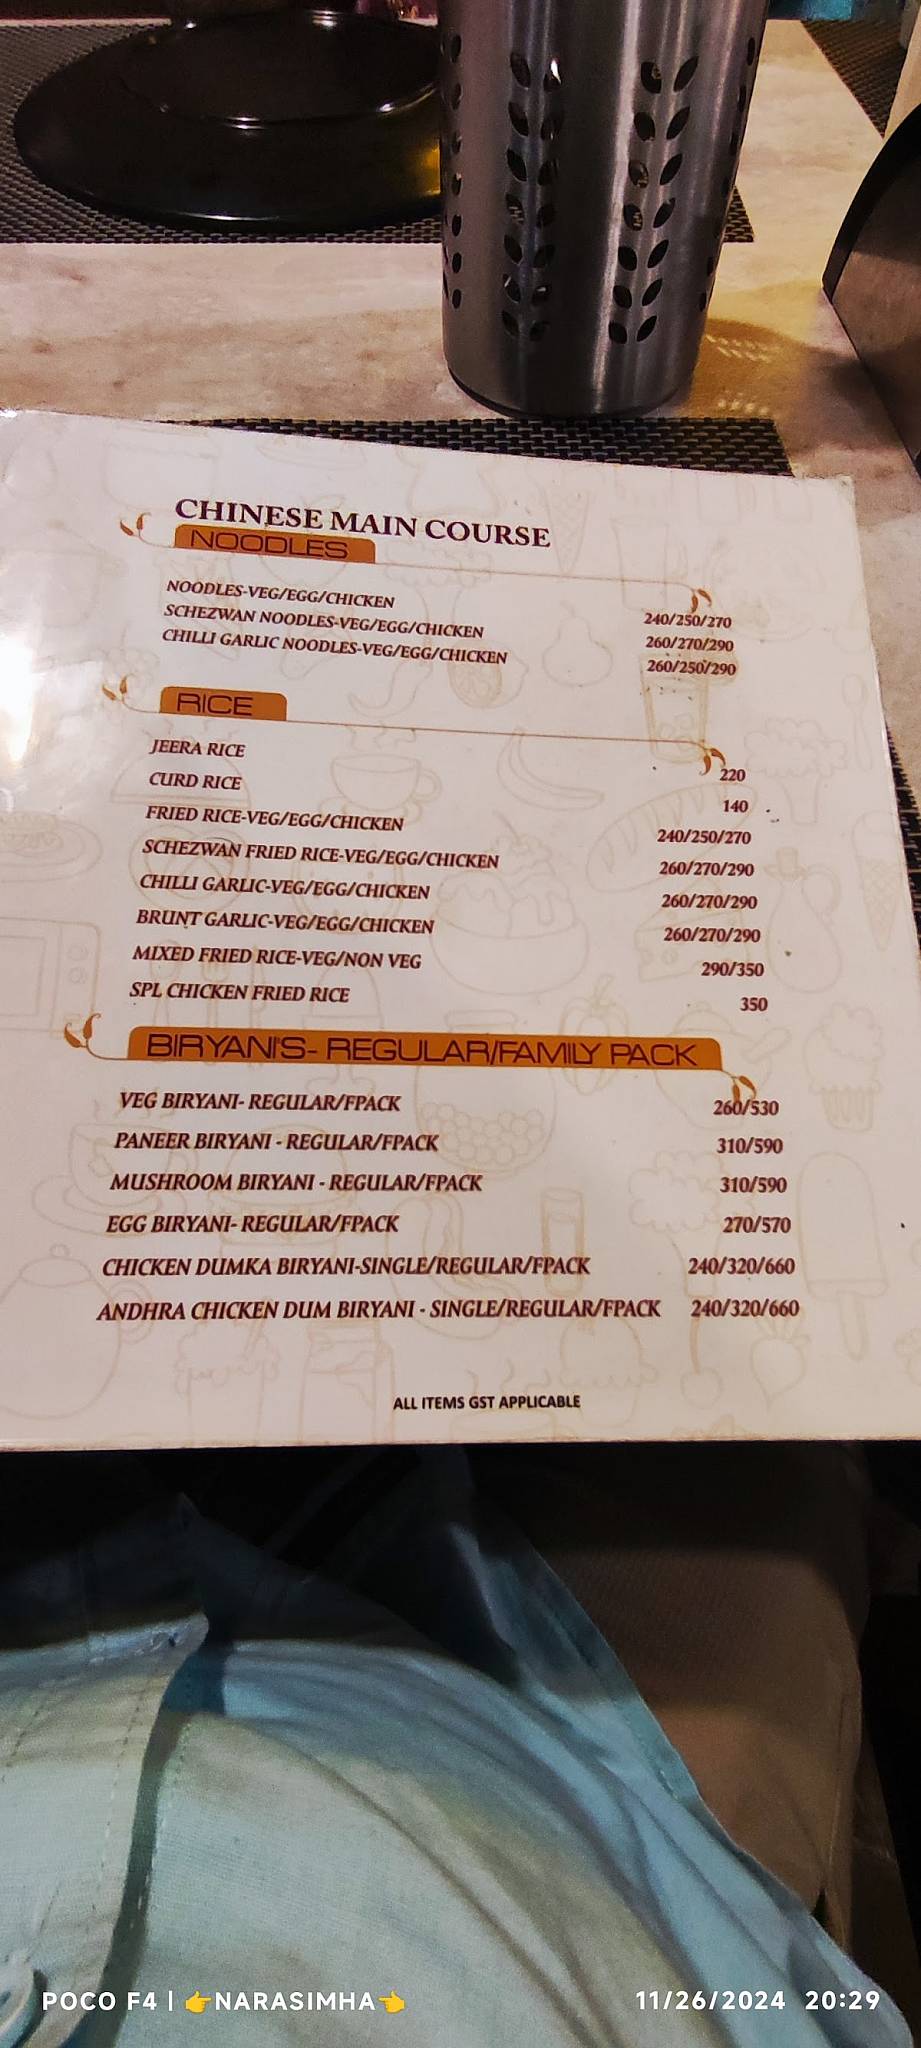 CHINESE MAIN COURSE
NOODLES
NOODLES-VEG/EGG/CHICKEN 240/250/270
SCHEZWAN NOODLES-VEG/EGG/CHICKEN 260/270/290
CHILLI GARLIC NOODLES-VEG/EGG/CHICKEN 260/250/290
RICE
JEERA RICE 220
CURD RICE 140
FRIED RICE-VEG/EGG/CHICKEN 240/250/270
SCHEZWAN FRIED RICE-VEG/EGG/CHICKEN 260/270/290
CHILLI GARLIC-VEG/EGG/CHICKEN 260/270/290
BRUNT GARLIC-VEG/EGG/CHICKEN 260/270/290
MIXED FRIED RICE-VEG/NON VEG 290/350
SPL CHICKEN FRIED RICE 350
BIRYANI'S- REGULAR/FAMILY PACK
VEG BIRYANI- REGULAR/FPACK 260/530
PANEER BIRYANI - REGULAR/FPACK 310/590
MUSHROOM BIRYANI - REGULAR/FPACK 310/590
EGG BIRYANI- REGULAR/FPACK 270/570
CHICKEN DUMKA BIRYANI-SINGLE/REGULAR/FPACK 240/320/660
ANDHRA CHICKEN DUM BIRYANI - SINGLE/REGULAR/FPACK 240/320/660
ALL ITEMS GST APPLICABLE
POCO F4 | 👉NARASIMHA👈 11/26/2024 20:29